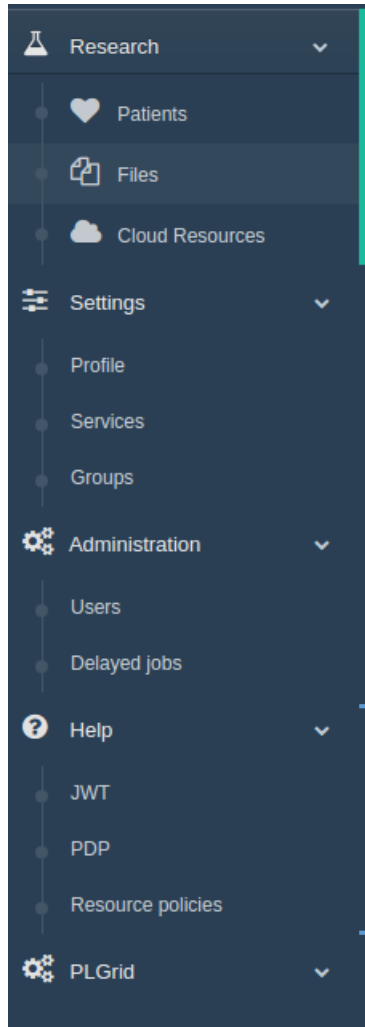 Research
Patients
Files
Cloud Resources
Settings
Profile
Services
Groups
Administration
Users
Delayed jobs
Help
JWT
PDP
Resource policies
PLGrid